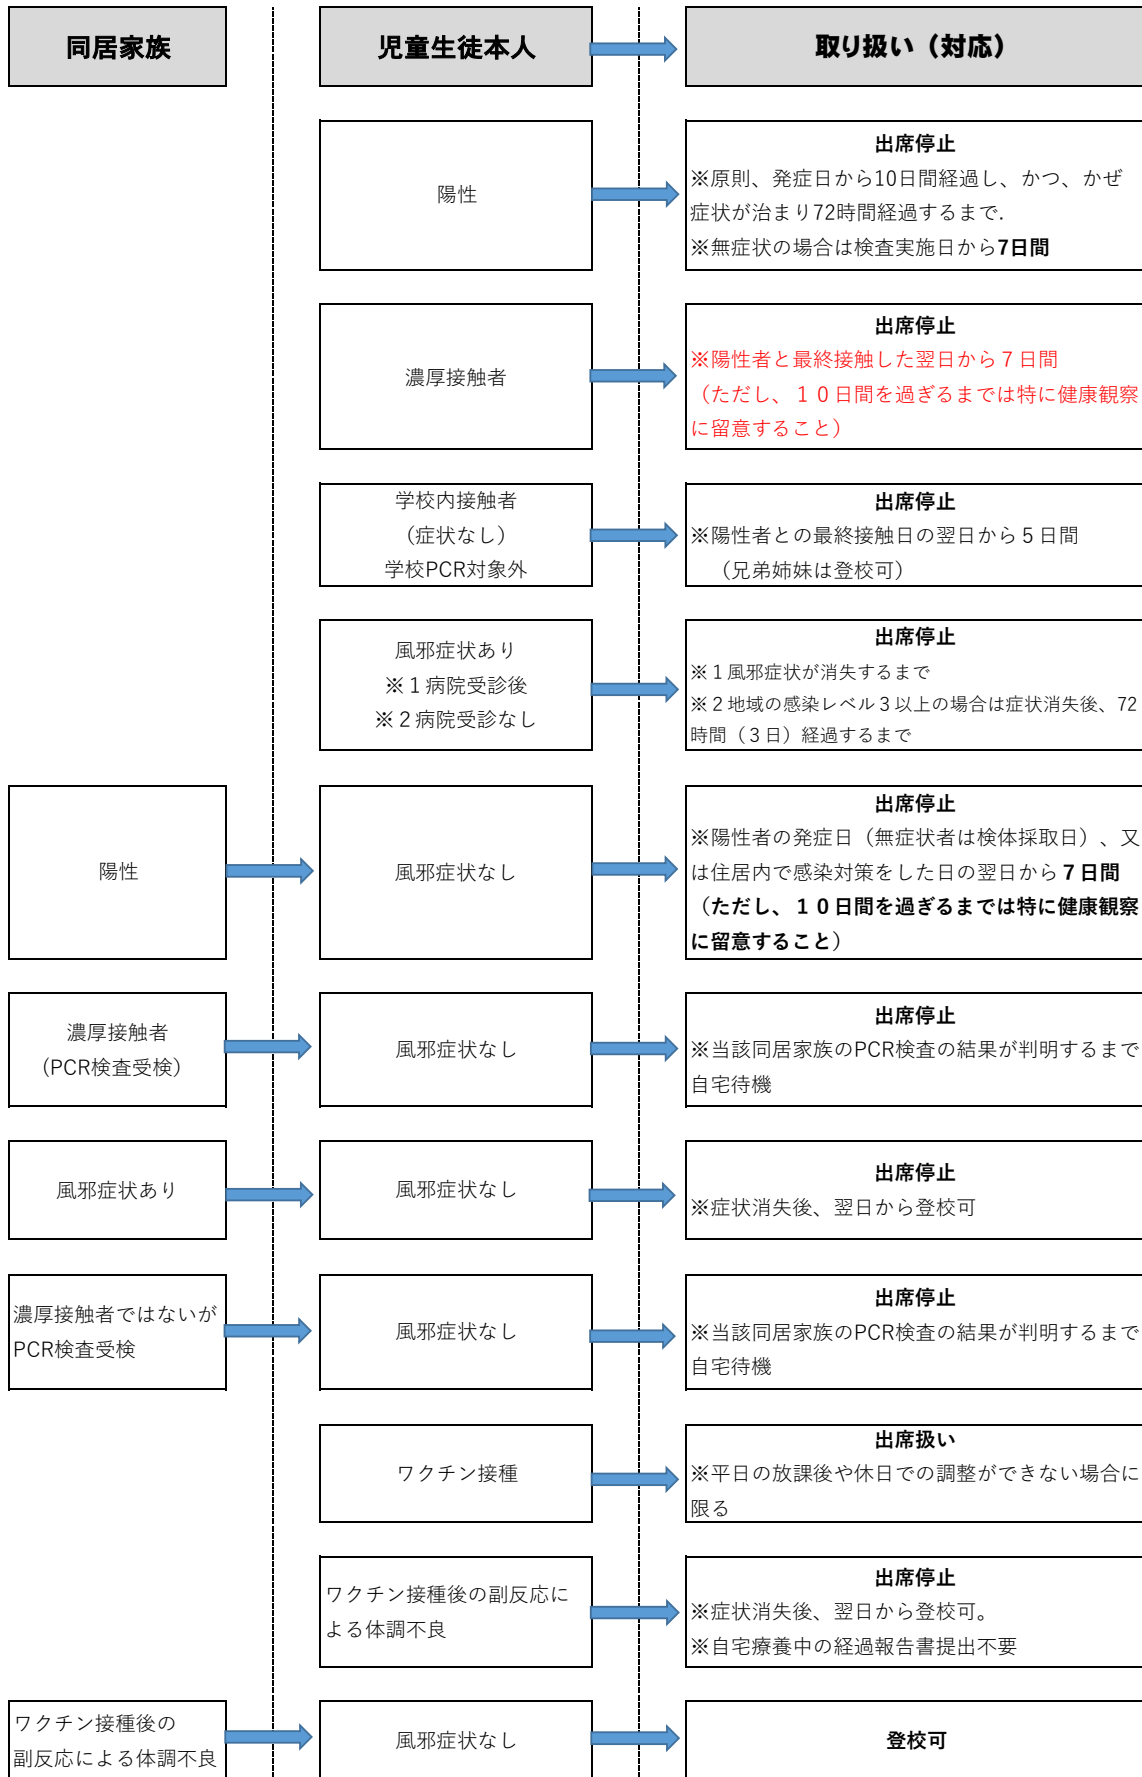 同居家族
児童生徒本人
取り扱い（対応）
陽性
出席停止
※原則、発症日から10日間経過し、かつ、かぜ
症状が治まり72時間経過するまで.
※無症状の場合は検査実施日から7日間
濃厚接触者
出席停止
※陽性者と最終接触した翌日から７日間
（ただし、１０日間を過ぎるまでは特に健康観察
に留意すること）
学校内接触者
（症状なし）
学校PCR対象外
出席停止
※陽性者との最終接触日の翌日から５日間
（兄弟姉妹は登校可）
風邪症状あり
※１病院受診後
※２病院受診なし
出席停止
※１風邪症状が消失するまで
※２地域の感染レベル３以上の場合は症状消失後、72
時間（３日）経過するまで
陽性
風邪症状なし
出席停止
※陽性者の発症日（無症状者は検体採取日）、又
は住居内で感染対策をした日の翌日から７日間
（ただし、１０日間を過ぎるまでは特に健康観察
に留意すること）
濃厚接触者
（PCR検査受検）
風邪症状なし
出席停止
※当該同居家族のPCR検査の結果が判明するまで
自宅待機
風邪症状あり
風邪症状なし
出席停止
※症状消失後、翌日から登校可
濃厚接触者ではないが
PCR検査受検
風邪症状なし
出席停止
※当該同居家族のPCR検査の結果が判明するまで
自宅待機
ワクチン接種
出席扱い
※平日の放課後や休日での調整ができない場合に
限る
ワクチン接種後の副反応に
よる体調不良
出席停止
※症状消失後、翌日から登校可。
※自宅療養中の経過報告書提出不要
ワクチン接種後の
副反応による体調不良
風邪症状なし
登校可